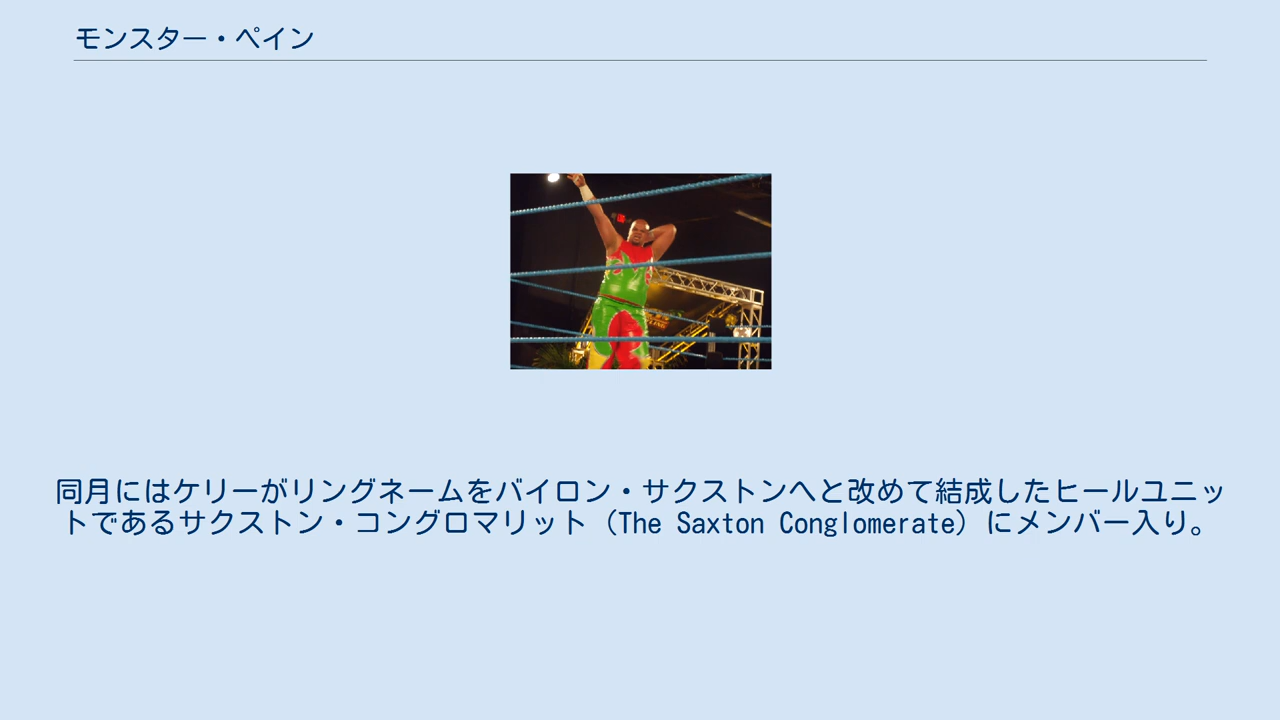 モンスター・ペイン
同月にはケリーがリングネームをバイロン・サクストンへと改めて結成したヒールユニッ
トであるサクストン・コングロマリット（The Saxton Conglomerate）にメンバー入り。